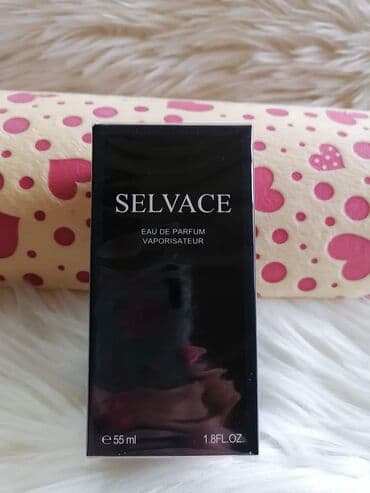 SELVACE
EAU DE PARFUM
VAPORISATEUR
℮ 55 ml 1.8FL.OZ.